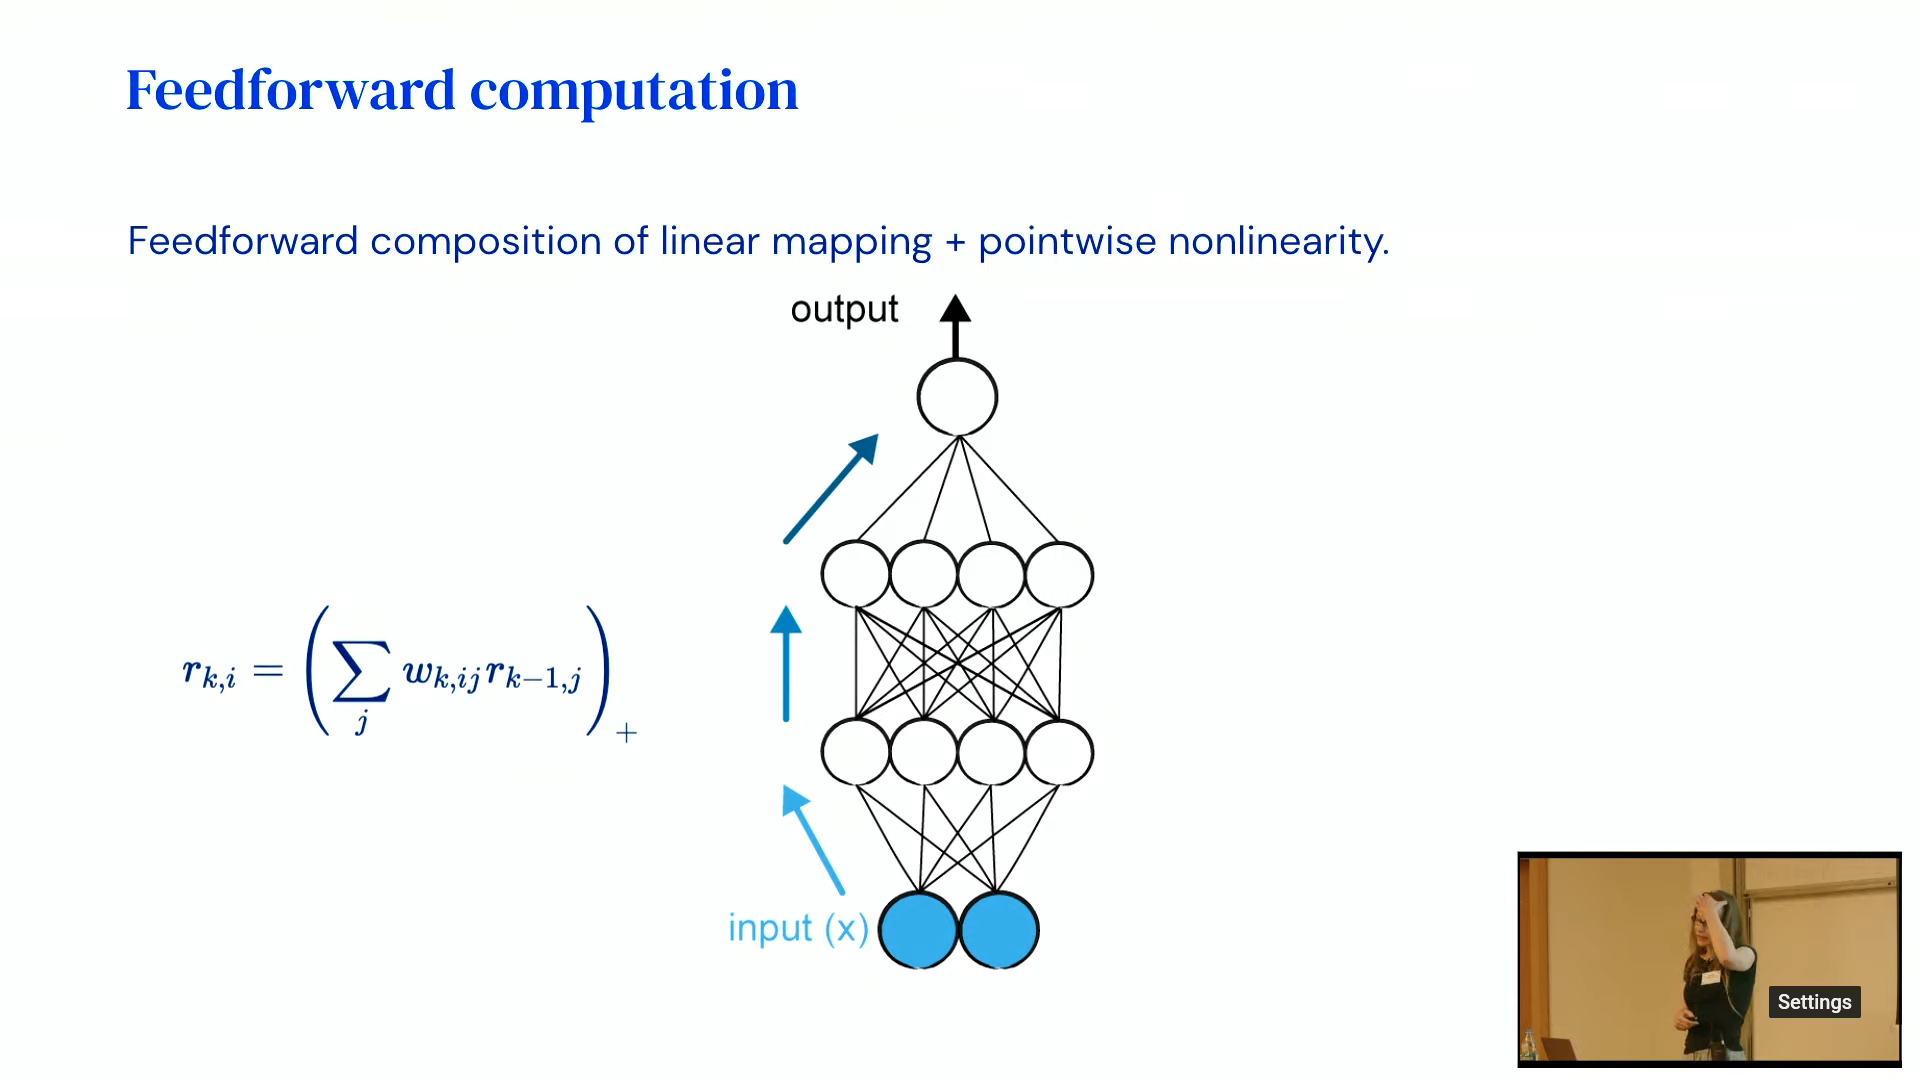 Feedforward computation
Feedforward composition of linear mapping + pointwise nonlinearity.
output
r_{k,i} = \left( \sum_j w_{k,ij} r_{k-1,j} \right)_+
input (x)
Settings